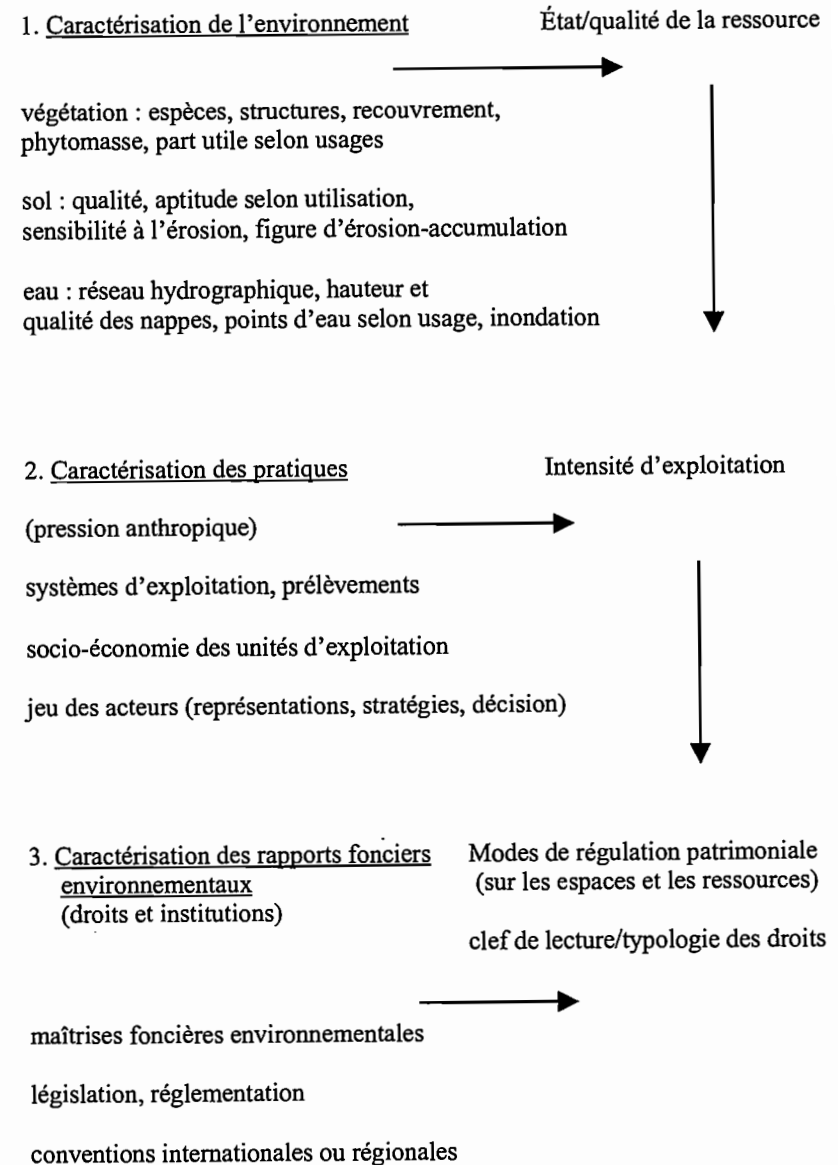 1. Caractérisation de l'environnement
État/qualité de la ressource
végétation : espèces, structures, recouvrement,
phytomasse, part utile selon usages
sol : qualité, aptitude selon utilisation,
sensibilité à l'érosion, figure d'érosion-accumulation
eau : réseau hydrographique, hauteur et
qualité des nappes, points d'eau selon usage, inondation
2. Caractérisation des pratiques
Intensité d'exploitation
(pression anthropique)
systèmes d'exploitation, prélèvements
socio-économie des unités d'exploitation
jeu des acteurs (représentations, stratégies, décision)
3. Caractérisation des rapports fonciers
environnementaux
(droits et institutions)
Modes de régulation patrimoniale
(sur les espaces et les ressources)
clef de lecture/typologie des droits
maîtrises foncières environnementales
législation, réglementation
conventions internationales ou régionales